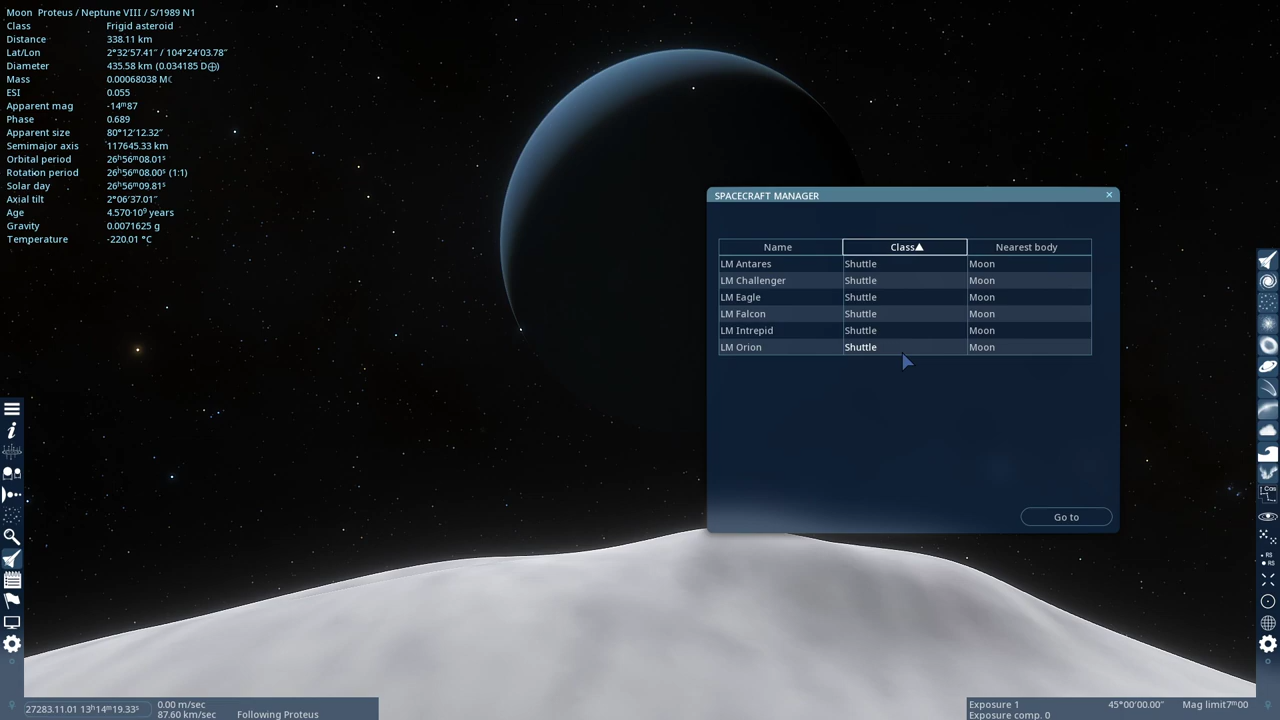 Moon Proteus / Neptune VIII / S/1989 N1
Class Frigid asteroid
Distance 338.11 km
Lat/Lon 2°32′57.41″ / 104°24′03.78″
Diameter 435.58 km (0.034185 D⊕)
Mass 0.00068038 M☾
ESI 0.055
Apparent mag -14ᵐ87
Phase 0.689
Apparent size 80°12′12.32″
Semimajor axis 117645.33 km
Orbital period 26ʰ56ᵐ08.01ˢ
Rotation period 26ʰ56ᵐ08.00ˢ (1:1)
Solar day 26ʰ56ᵐ09.81ˢ
Axial tilt 2°06′37.01″
Age 4.570·10⁹ years
Gravity 0.0071625 g
Temperature -220.01 °C
SPACECRAFT MANAGER
Name Class▲ Nearest body
LM Antares Shuttle Moon
LM Challenger Shuttle Moon
LM Eagle Shuttle Moon
LM Falcon Shuttle Moon
LM Intrepid Shuttle Moon
LM Orion Shuttle Moon
Go to
Cas
RS
RS
27283.11.01 13ʰ14ᵐ19.33ˢ
0.00 m/sec
87.60 km/sec Following Proteus
Exposure 1 45°00′00.00″ Mag limit 7ᵐ00
Exposure comp. 0